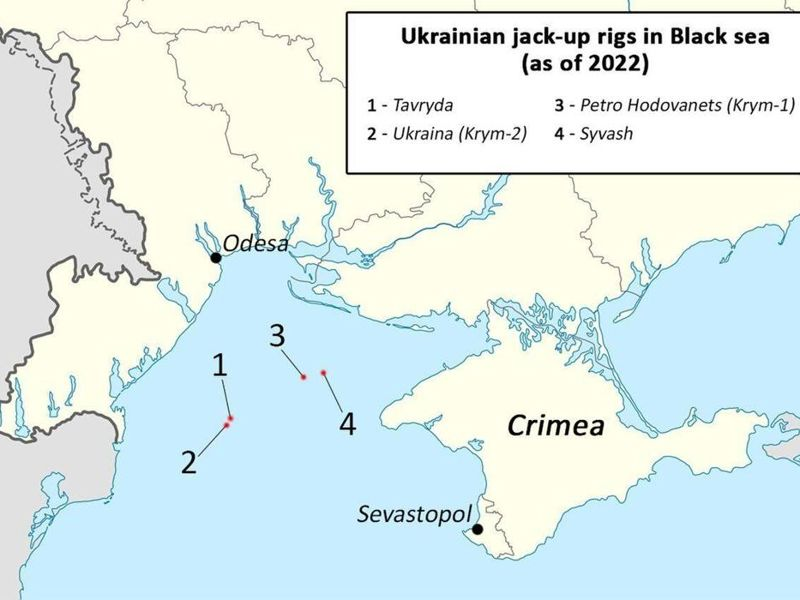 Ukrainian jack-up rigs in Black sea
(as of 2022)
1 - Tavryda
3 - Petro Hodovanets (Krym-1)
2 - Ukraina (Krym-2)
4 - Syvash
Odesa
3
1
4
Crimea
2
Sevastopol